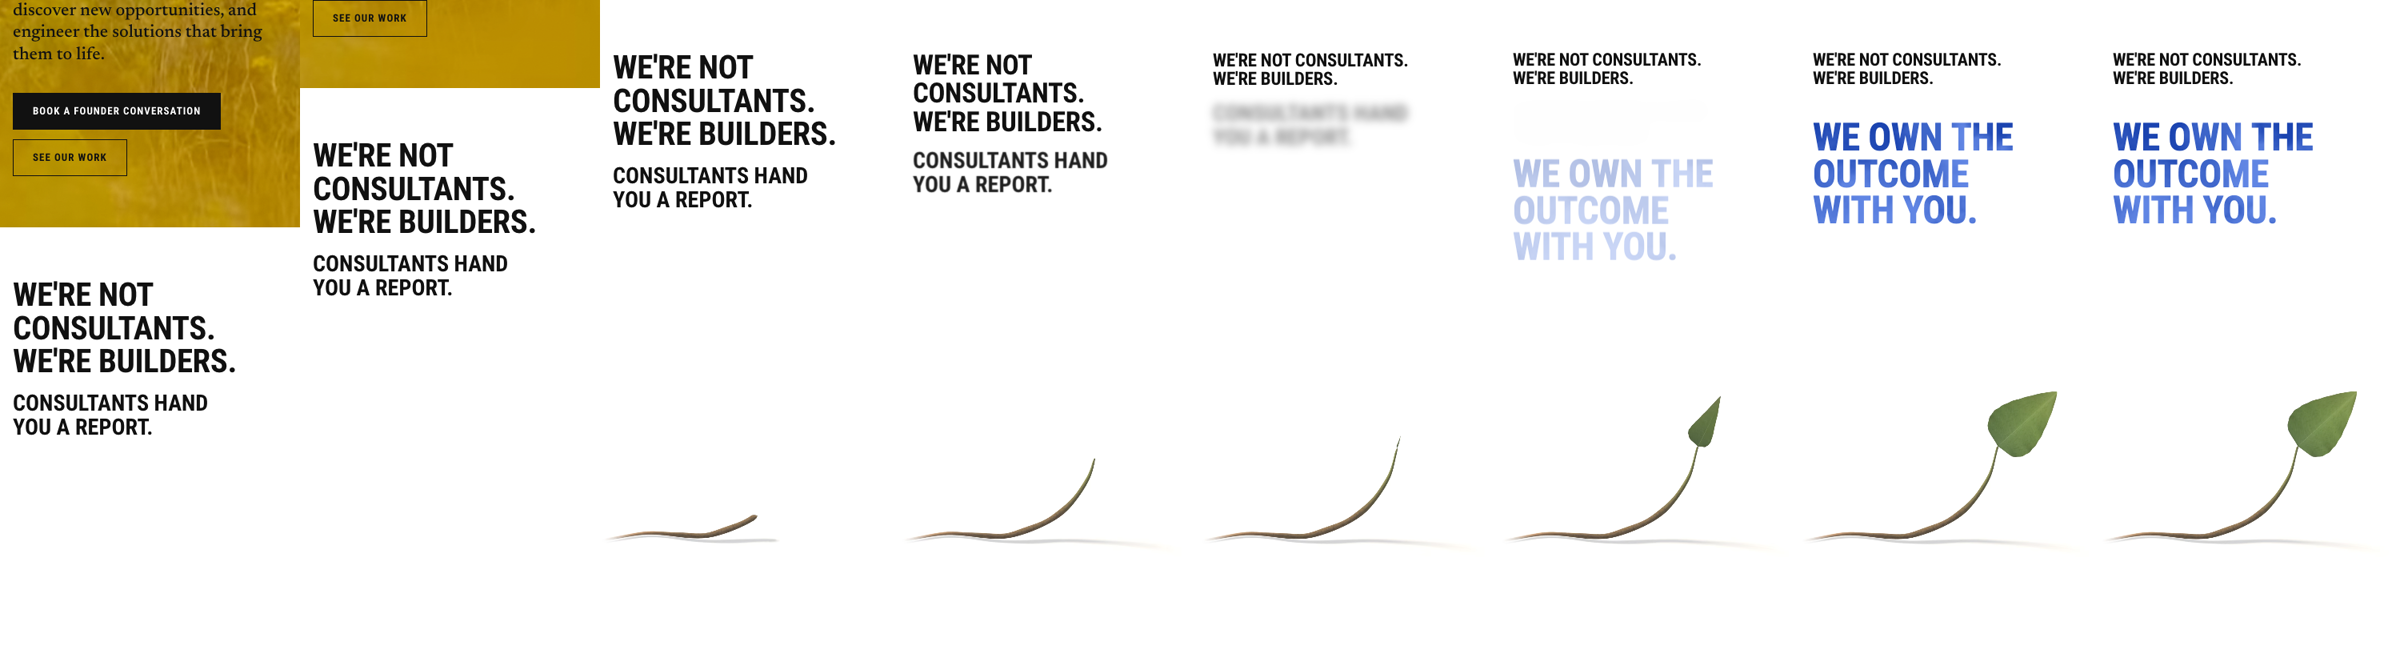 discover new opportunities, and
engineer the solutions that bring
them to life.
BOOK A FOUNDER CONVERSATION
SEE OUR WORK
WE'RE NOT
CONSULTANTS.
WE'RE BUILDERS.
CONSULTANTS HAND
YOU A REPORT.
SEE OUR WORK
WE'RE NOT
CONSULTANTS.
WE'RE BUILDERS.
CONSULTANTS HAND
YOU A REPORT.
WE'RE NOT
CONSULTANTS.
WE'RE BUILDERS.
CONSULTANTS HAND
YOU A REPORT.
WE'RE NOT
CONSULTANTS.
WE'RE BUILDERS.
CONSULTANTS HAND
YOU A REPORT.
WE'RE NOT CONSULTANTS.
WE'RE BUILDERS.
CONSULTANTS HAND
YOU A REPORT.
WE'RE NOT CONSULTANTS.
WE'RE BUILDERS.
WE OWN THE
OUTCOME
WITH YOU.
WE'RE NOT CONSULTANTS.
WE'RE BUILDERS.
WE OWN THE
OUTCOME
WITH YOU.
WE'RE NOT CONSULTANTS.
WE'RE BUILDERS.
WE OWN THE
OUTCOME
WITH YOU.